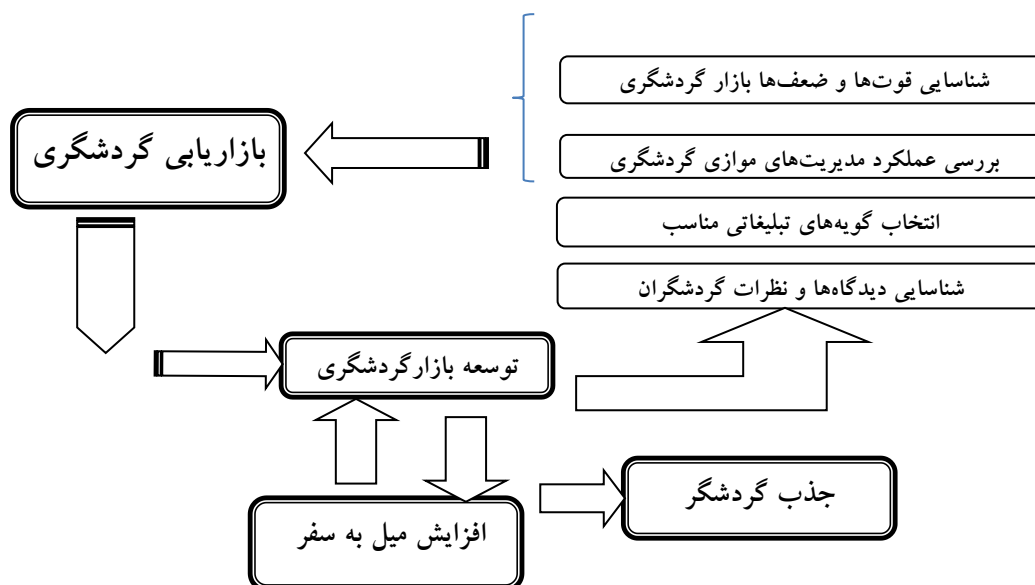 شناسایی قوت‌ها و ضعف‌ها بازار گردشگری
بازاریابی گردشگری
بررسی عملکرد مدیریت‌های موازی گردشگری
انتخاب گویه‌های تبلیغاتی مناسب
شناسایی دیدگاه‌ها و نظرات گردشگران
توسعه بازارگردشگری
جذب گردشگر
افزایش میل به سفر